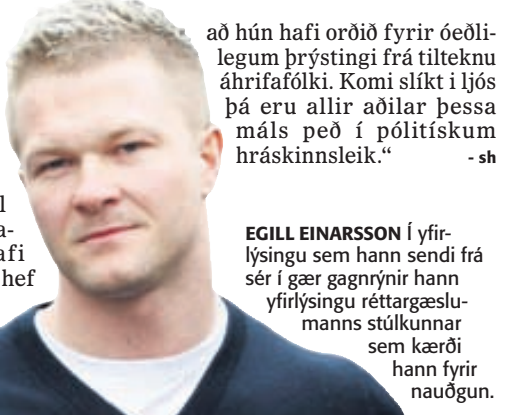 að hún hafi orðið fyrir óeðli-
legum þrýstingi frá tilteknu
áhrifafólki. Komi slíkt i ljós
þá eru allir aðilar þessa
máls peð í pólitískum
hráskinnsleik.“ - sh
l
a-
afi
hef
EGILL EINARSSON Í yfir-
lýsingu sem hann sendi frá
sér í gær gagnrýnir hann
yfirlýsingu réttargæslu-
manns stúlkunnar
sem kærði
hann fyrir
nauðgun.